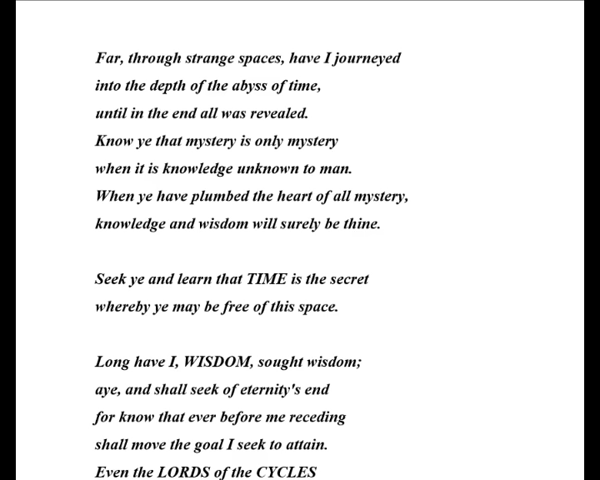 Far, through strange spaces, have I journeyed
into the depth of the abyss of time,
until in the end all was revealed.
Know ye that mystery is only mystery
when it is knowledge unknown to man.
When ye have plumbed the heart of all mystery,
knowledge and wisdom will surely be thine.
Seek ye and learn that TIME is the secret
whereby ye may be free of this space.
Long have I, WISDOM, sought wisdom;
aye, and shall seek of eternity's end
for know that ever before me receding
shall move the goal I seek to attain.
Even the LORDS of the CYCLES